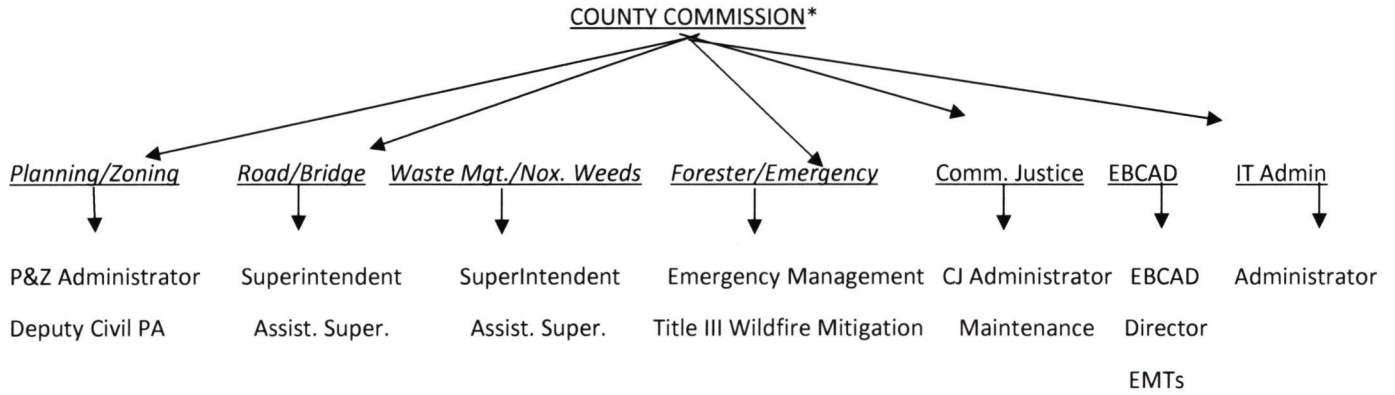 COUNTY COMMISSION*
Planning/Zoning Road/Bridge Waste Mgt./Nox. Weeds Forester/Emergency Comm. Justice EBCAD IT Admin
P&Z Administrator Superintendent SuperIntendent Emergency Management CJ Administrator EBCAD Administrator
Deputy Civil PA Assist. Super. Assist. Super. Title III Wildfire Mitigation Maintenance Director
EMTs